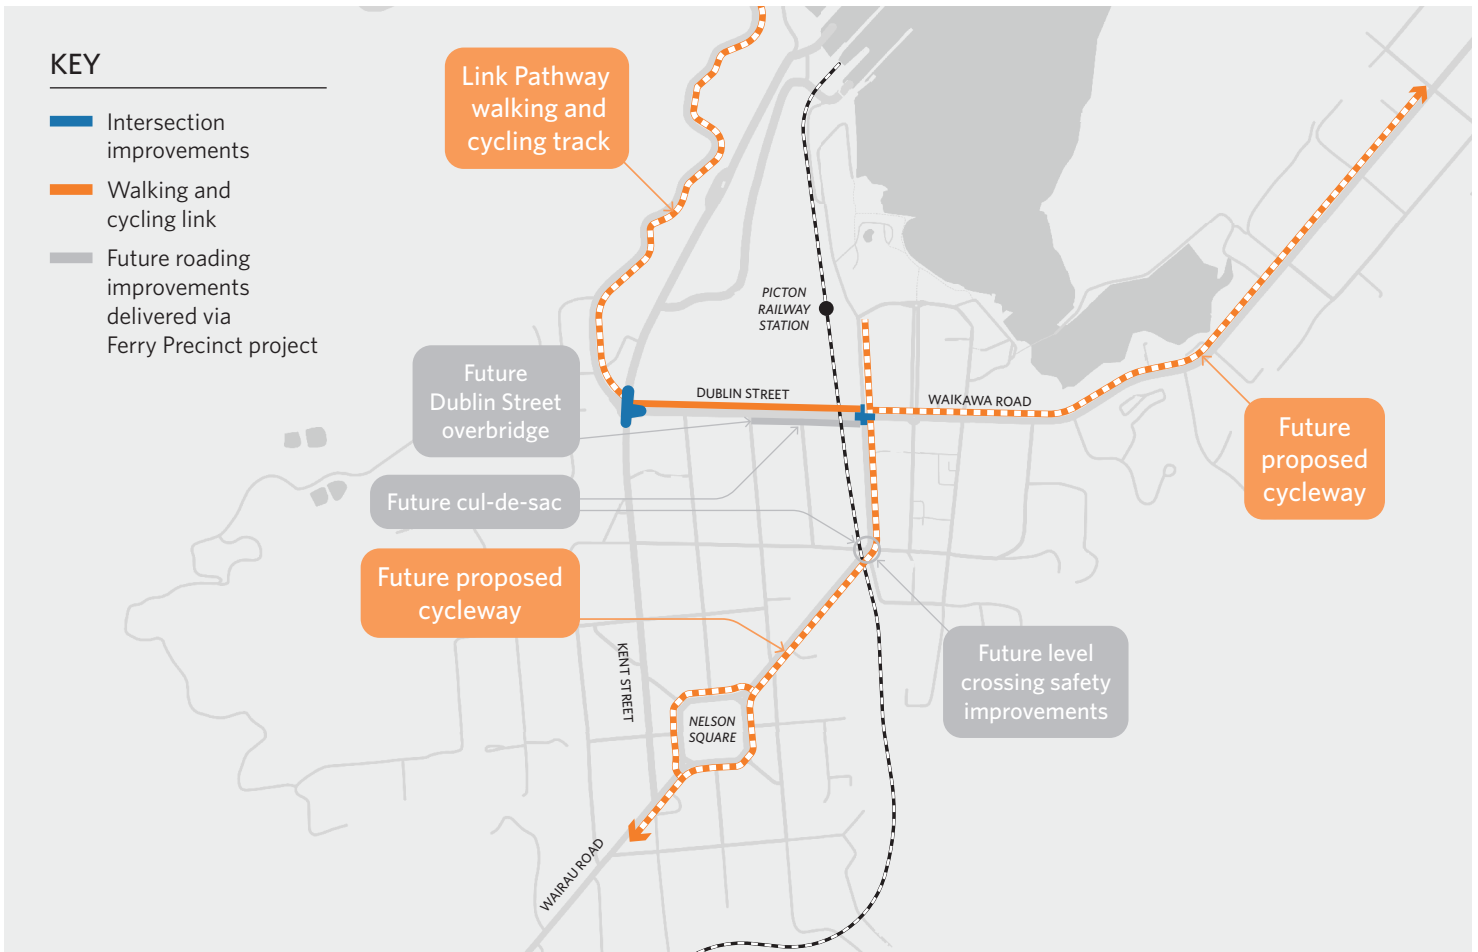 KEY
Intersection
improvements
Walking and
cycling link
Future roading
improvements
delivered via
Ferry Precinct project
Link Pathway
walking and
cycling track
PICTON
RAILWAY
STATION
Future
Dublin Street
overbridge
DUBLIN STREET
WAIKAWA ROAD
Future
proposed
cycleway
Future cul-de-sac
Future proposed
cycleway
KENT STREET
Future level
crossing safety
improvements
NELSON
SQUARE
WAIRAU ROAD